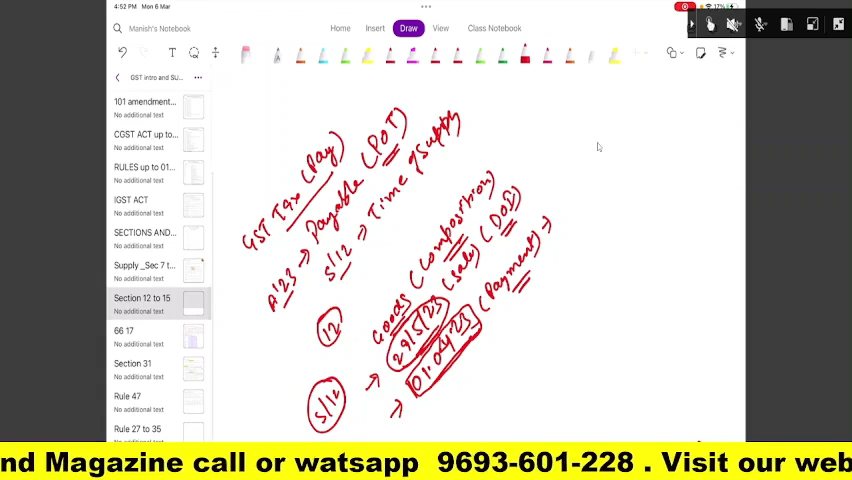 4:52 PM Mon 6 Mar
17%
Manish's Notebook
Home Insert Draw View Class Notebook
GST intro and SU...
101 amendment...
No additional text
CGST ACT up to...
No additional text
RULES up to 01...
No additional text
IGST ACT
No additional text
SECTIONS AND...
No additional text
Supply _Sec 7 t...
No additional text
Section 12 to 15
No additional text
66 17
No additional text
Section 31
No additional text
Rule 47
No additional text
Rule 27 to 35
No additional text
GST Tax (Pay)
A'23 → Payable (POT)
S/12 → Time of Supply
12
Goods (Composition)
→ 29/5/23 (Sale) (DOI)
S/12
→ 01.04.23 (Payment) →
nd Magazine call or watsapp 9693-601-228 . Visit our web